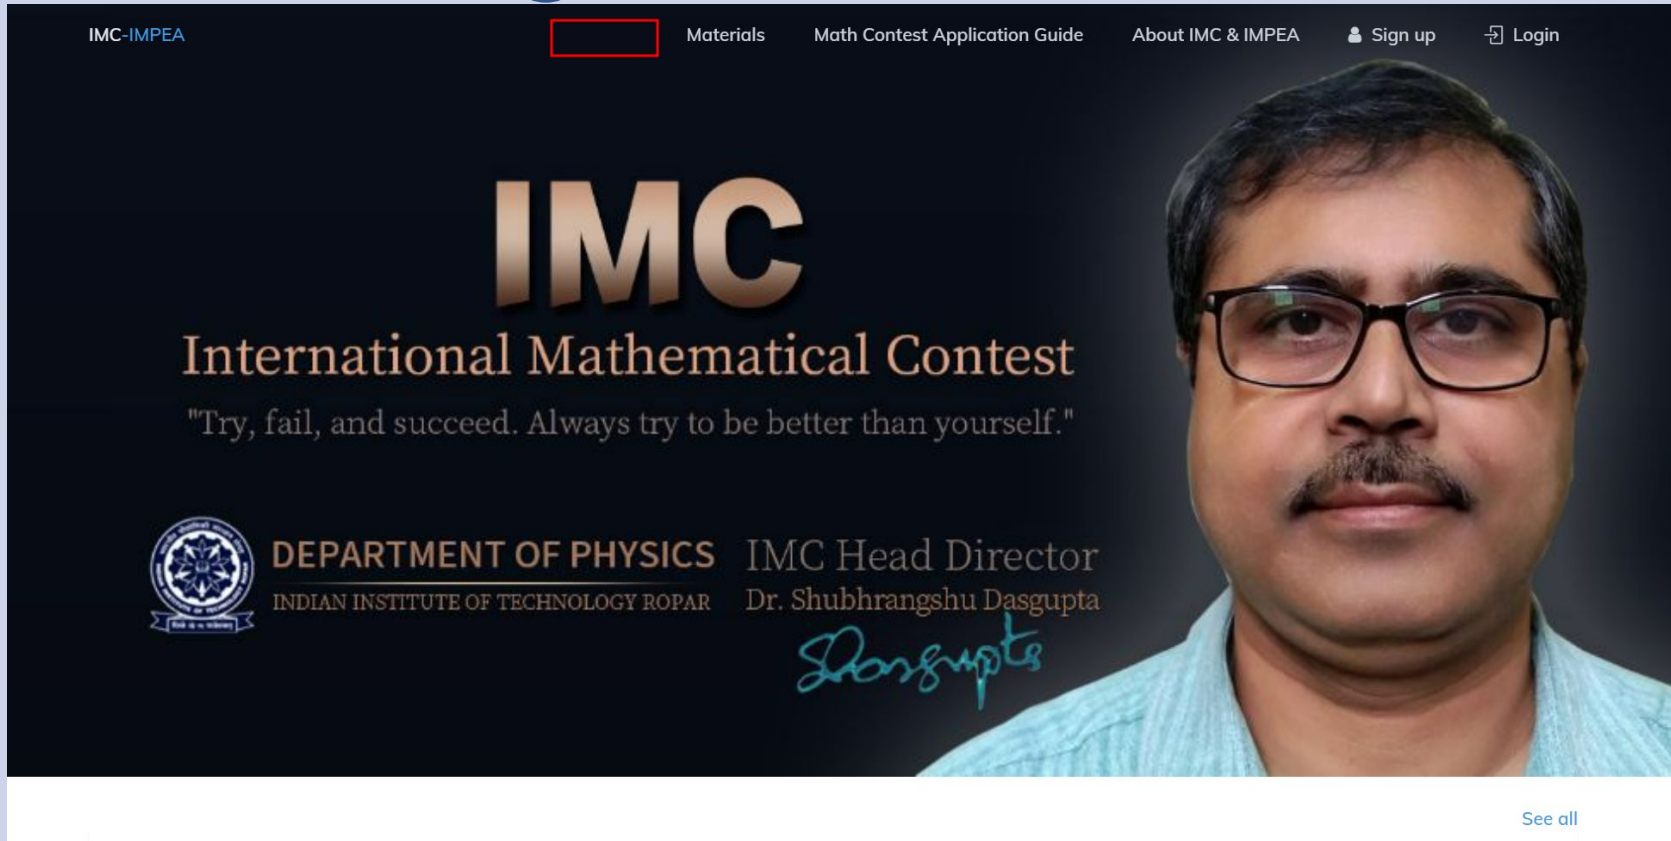 IMC-IMPEA
Materials
Math Contest Application Guide
About IMC & IMPEA
Sign up
Login
IMC
International Mathematical Contest
"Try, fail, and succeed. Always try to be better than yourself."
DEPARTMENT OF PHYSICS
INDIAN INSTITUTE OF TECHNOLOGY ROPAR
IMC Head Director
Dr. Shubhrangshu Dasgupta
SDasgupta
See all